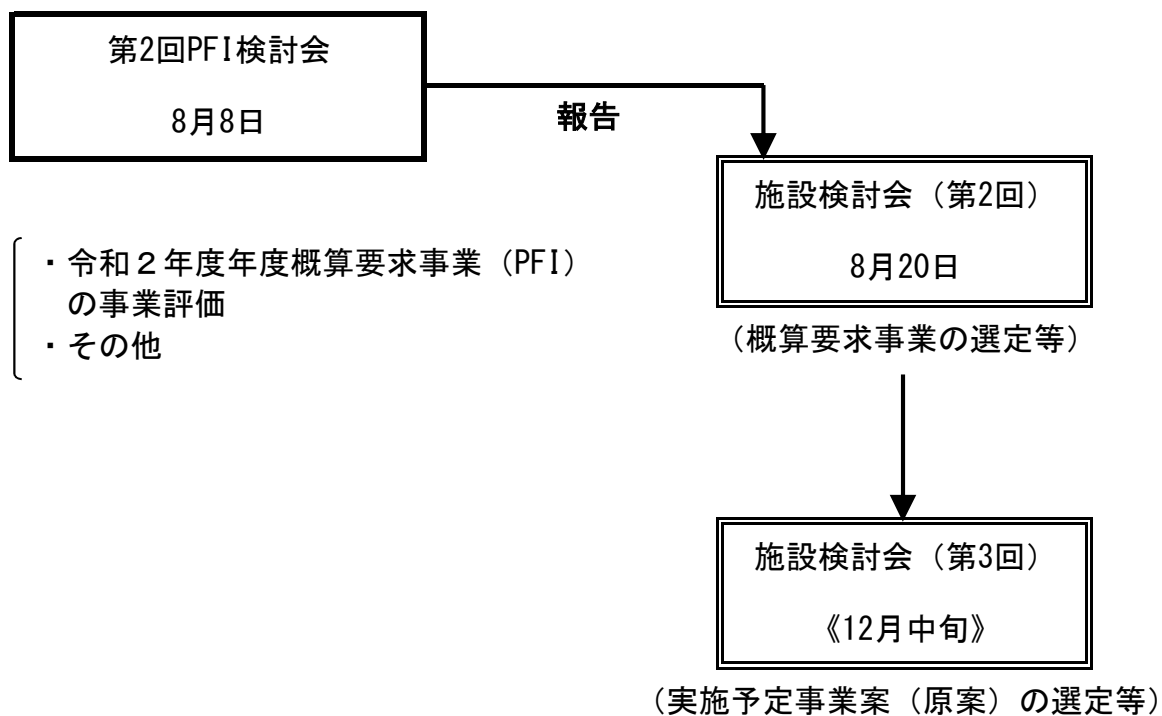 第2回PFI検討会
8月8日
報告
施設検討会（第2回）
8月20日
（概算要求事業の選定等）
・令和２年度年度概算要求事業（PFI）
の事業評価
・その他
施設検討会（第3回）
《12月中旬》
（実施予定事業案（原案）の選定等）